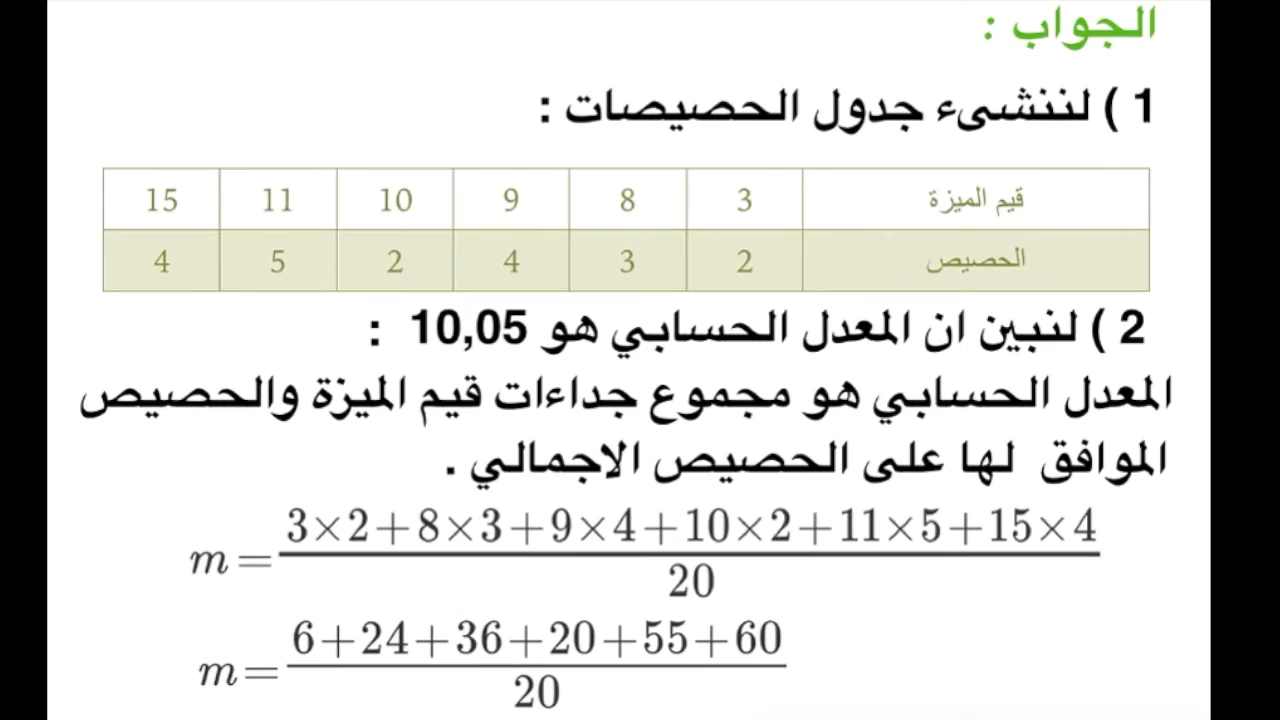 الجواب :
1 ) لننشىء جدول الحصيصات :
قيم الميزة 3 8 9 10 11 15
الحصيص 2 3 4 2 5 4
2 ) لنبين ان المعدل الحسابي هو 10,05 :
المعدل الحسابي هو مجموع جداءات قيم الميزة والحصيص
الموافق لها على الحصيص الاجمالي .
3×2+8×3+9×4+10×2+11×5+15×4
m=
20
6+24+36+20+55+60
m=
20